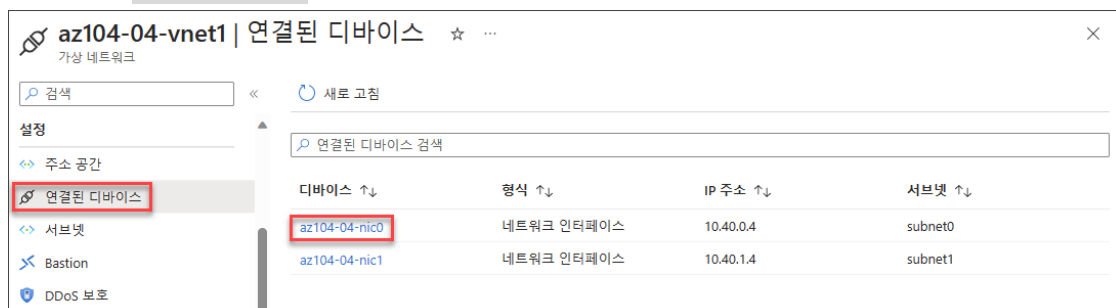 az104-04-vnet1 | 연결된 디바이스 ☆ ···
가상 네트워크
검색 «
새로 고침
설정
연결된 디바이스 검색
주소 공간
연결된 디바이스
서브넷
Bastion
DDoS 보호
디바이스 ↑↓ 형식 ↑↓ IP 주소 ↑↓ 서브넷 ↑↓
az104-04-nic0 네트워크 인터페이스 10.40.0.4 subnet0
az104-04-nic1 네트워크 인터페이스 10.40.1.4 subnet1